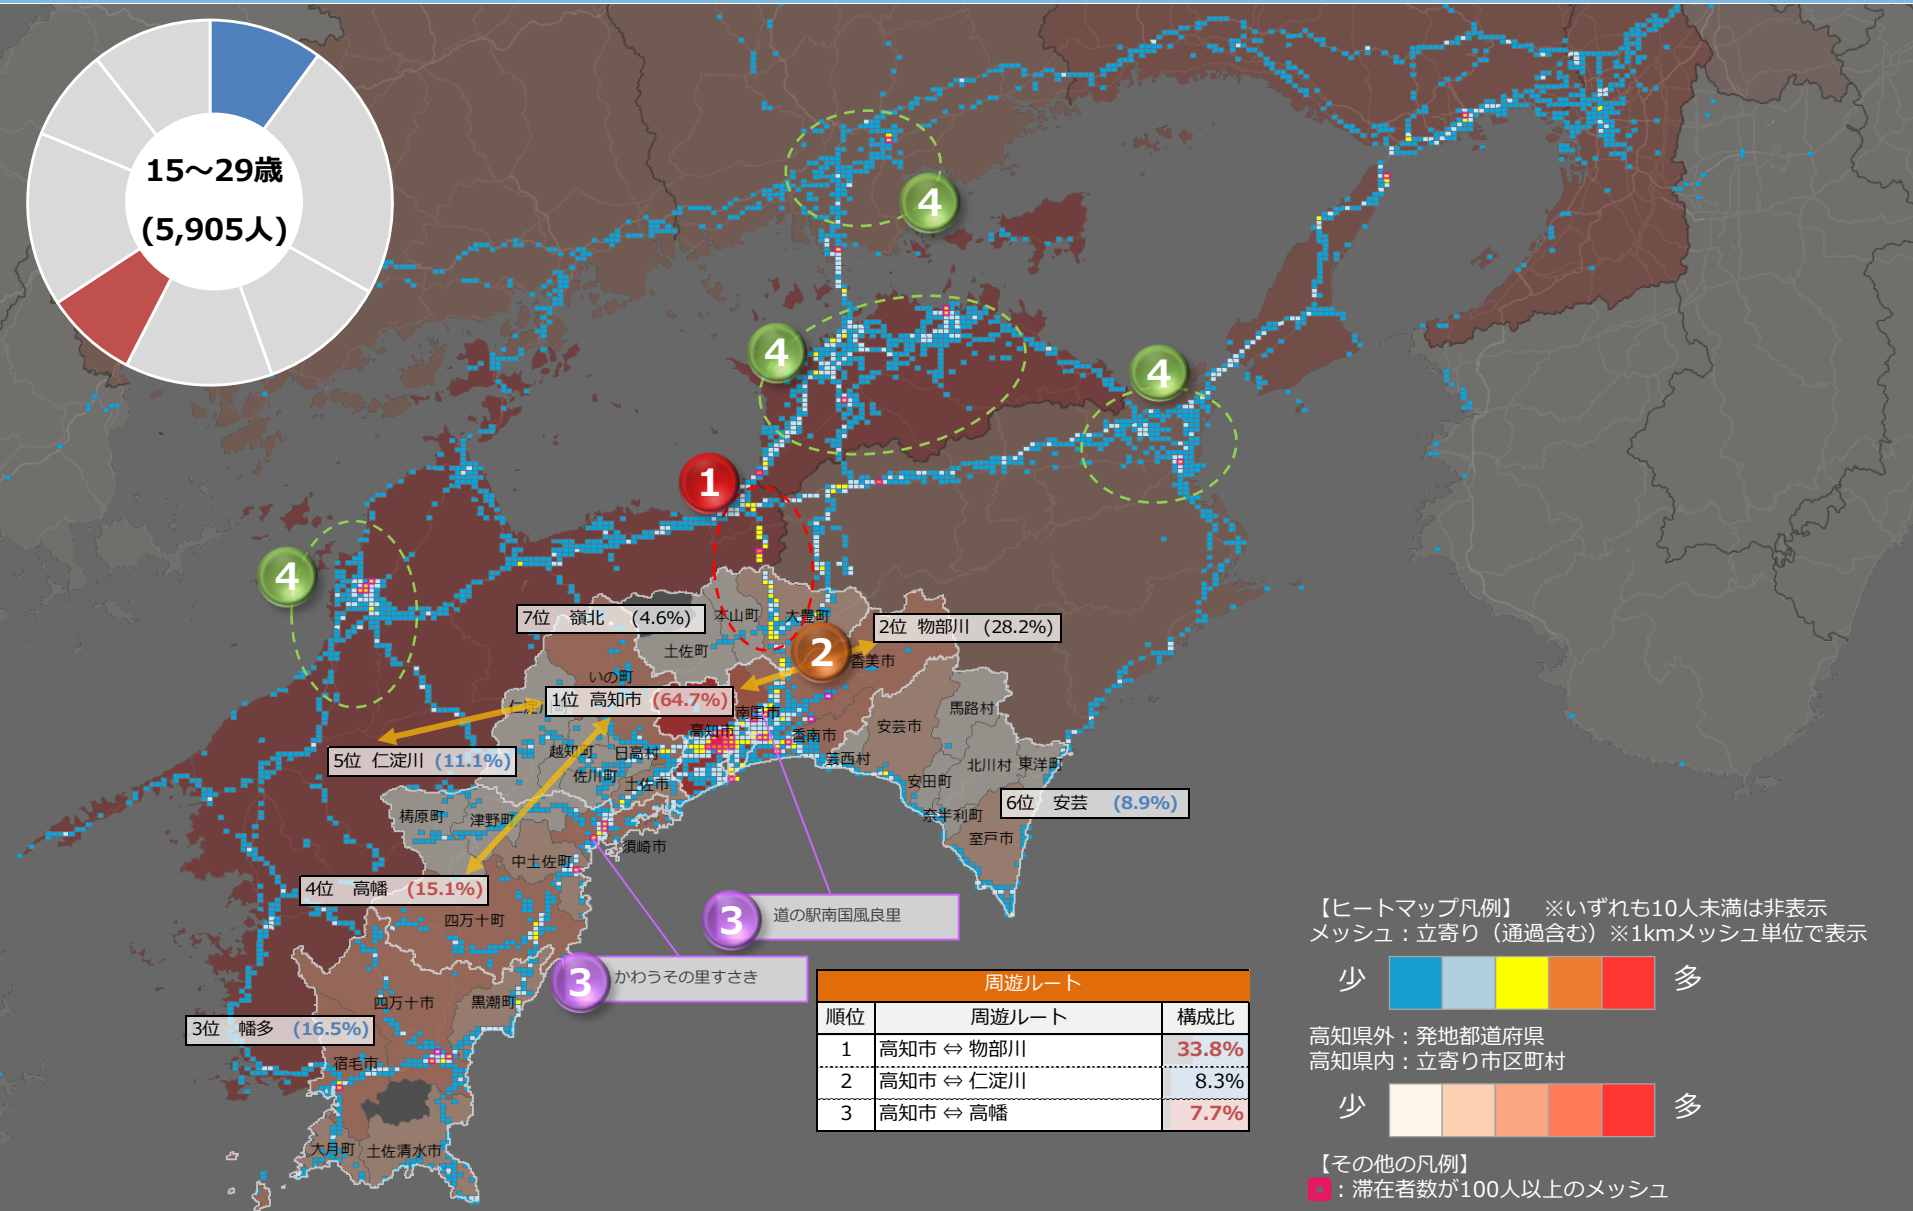 15～29歳
(5,905人)
4
4
4
1
4
7位 嶺北 (4.6%)
本山町
大豊町
2位 物部川 (28.2%)
土佐町
2
香美市
いの町
1位 高知市 (64.7%)
南国市
高知市
香南市
安芸市
馬路村
5位 仁淀川 (11.1%)
越知町
日高村
佐川町
土佐市
芸西村
安田町
北川村
東洋町
6位 安芸 (8.9%)
奈半利町
室戸市
梼原町
津野町
須崎市
中土佐町
4位 高幡 (15.1%)
四万十町
3
道の駅南国風良里
3
かわうその里すさき
四万十市
黒潮町
3位 幡多 (16.5%)
宿毛市
大月町
土佐清水市
周遊ルート
順位 周遊ルート 構成比
1 高知市 ⇔ 物部川 33.8%
2 高知市 ⇔ 仁淀川 8.3%
3 高知市 ⇔ 高幡 7.7%
【ヒートマップ凡例】 ※いずれも10人未満は非表示
メッシュ：立寄り（通過含む）※1kmメッシュ単位で表示
少 多
高知県外：発地都道府県
高知県内：立寄り市区町村
少 多
【その他の凡例】
：滞在者数が100人以上のメッシュ